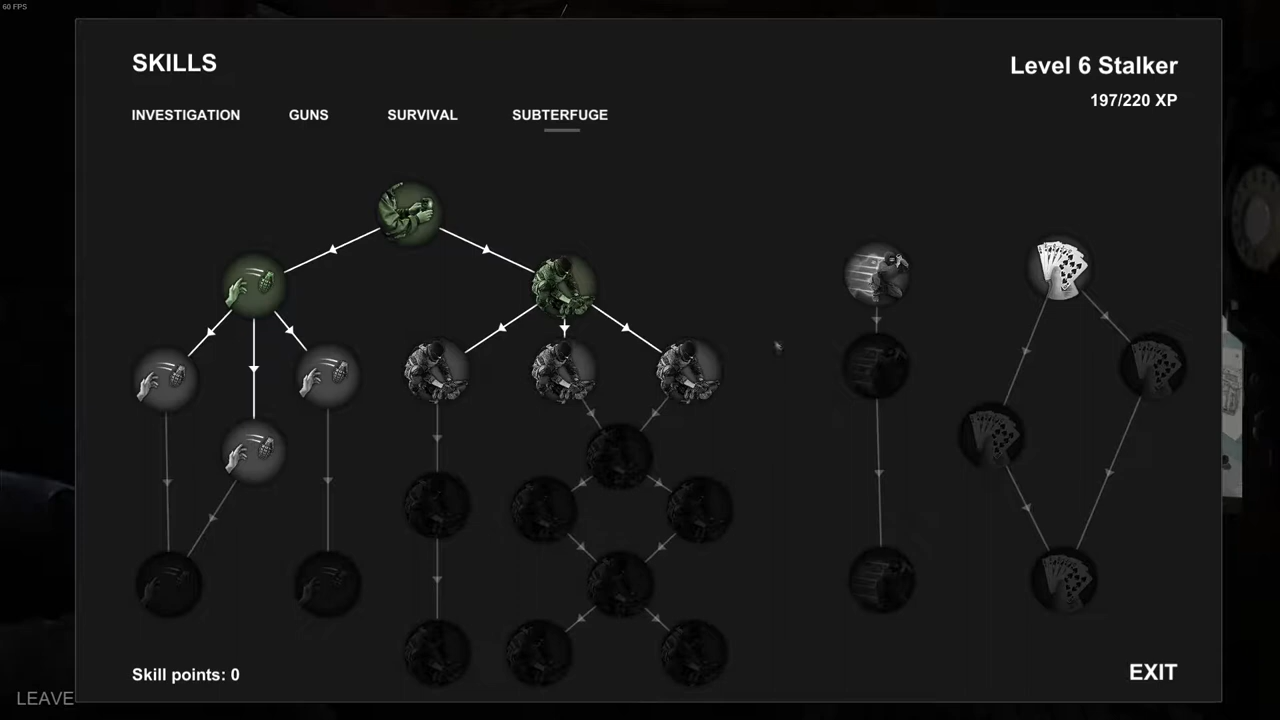 60 FPS
SKILLS
Level 6 Stalker
197/220 XP
INVESTIGATION
GUNS
SURVIVAL
SUBTERFUGE
Skill points: 0
EXIT
LEAVE